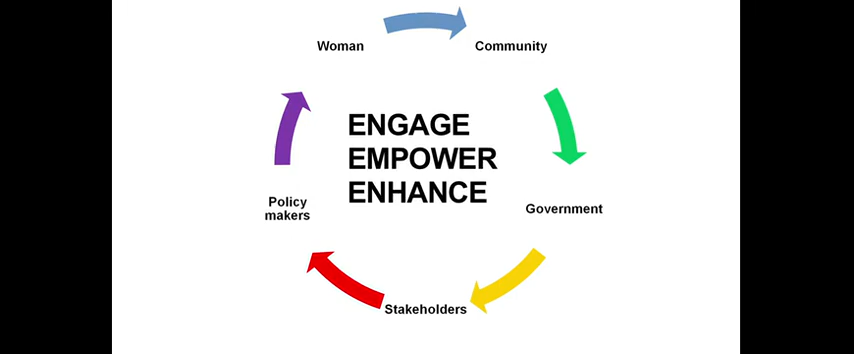 Woman
Community
ENGAGE
EMPOWER
ENHANCE
Policy
makers
Government
Stakeholders